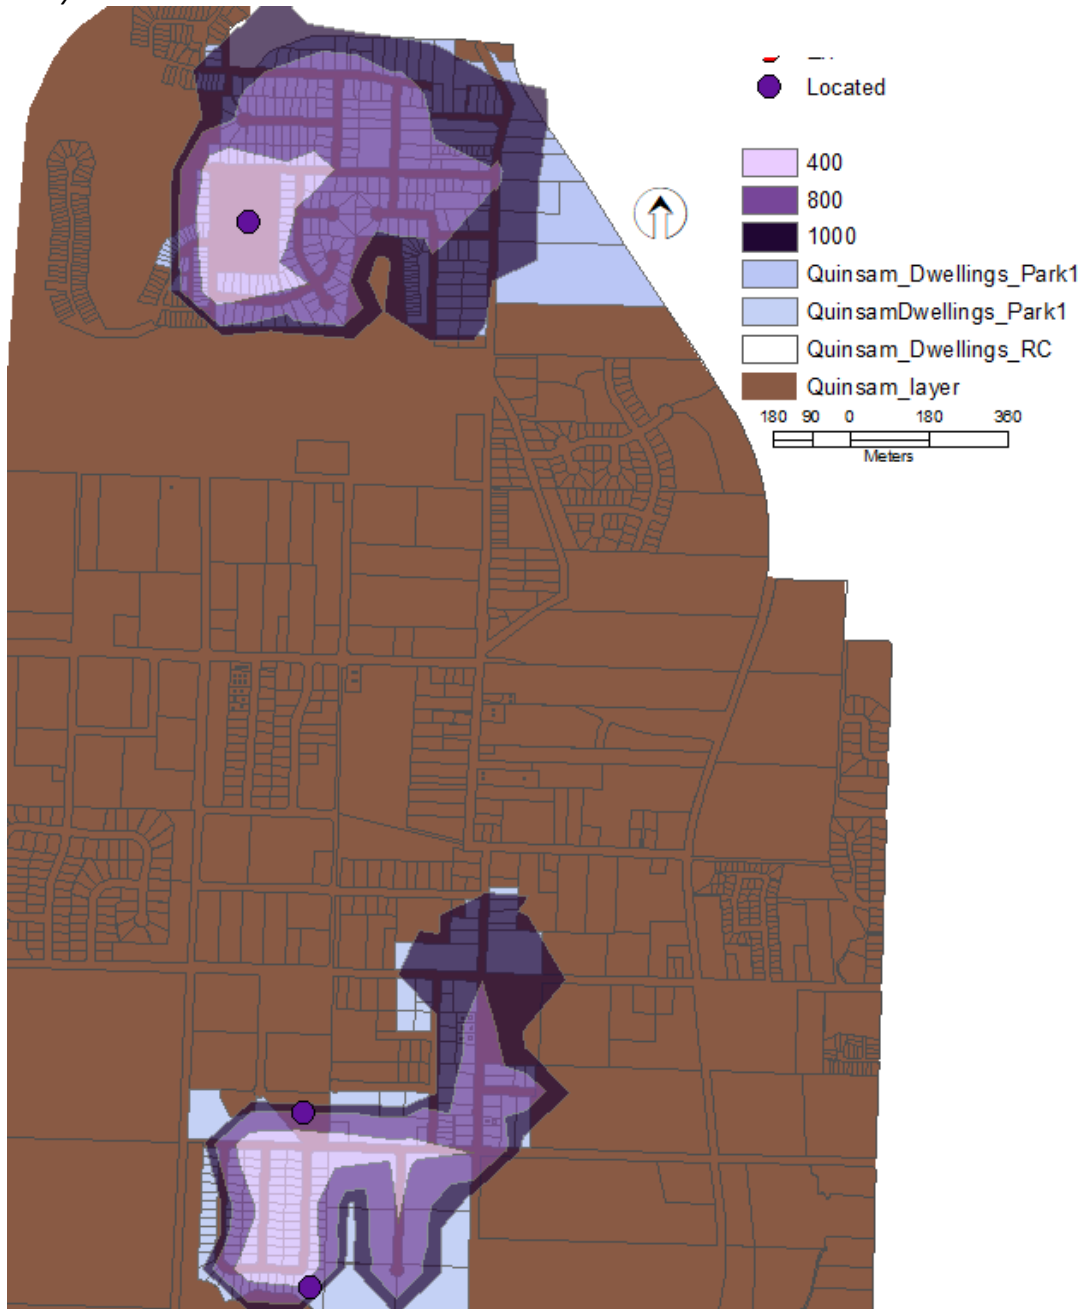 Located
400
800
1000
Quinsam_Dwellings_Park1
QuinsamDwellings_Park1
Quinsam_Dwellings_RC
Quinsam_layer
180 90 0 180 360
Meters